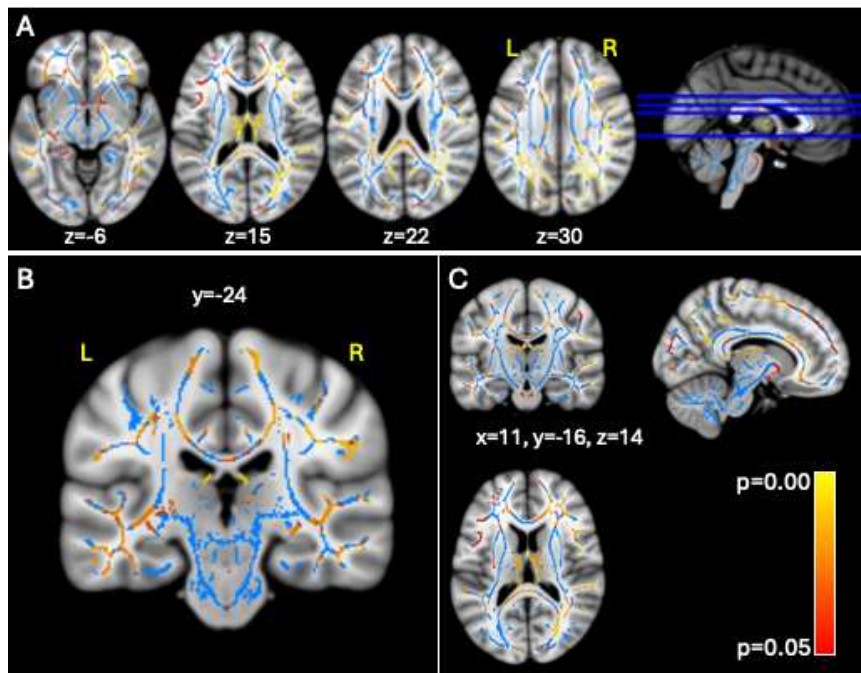 A
L R
z=-6 z=15 z=22 z=30
B
y=-24
L R
C
x=11, y=-16, z=14
p=0.00
p=0.05